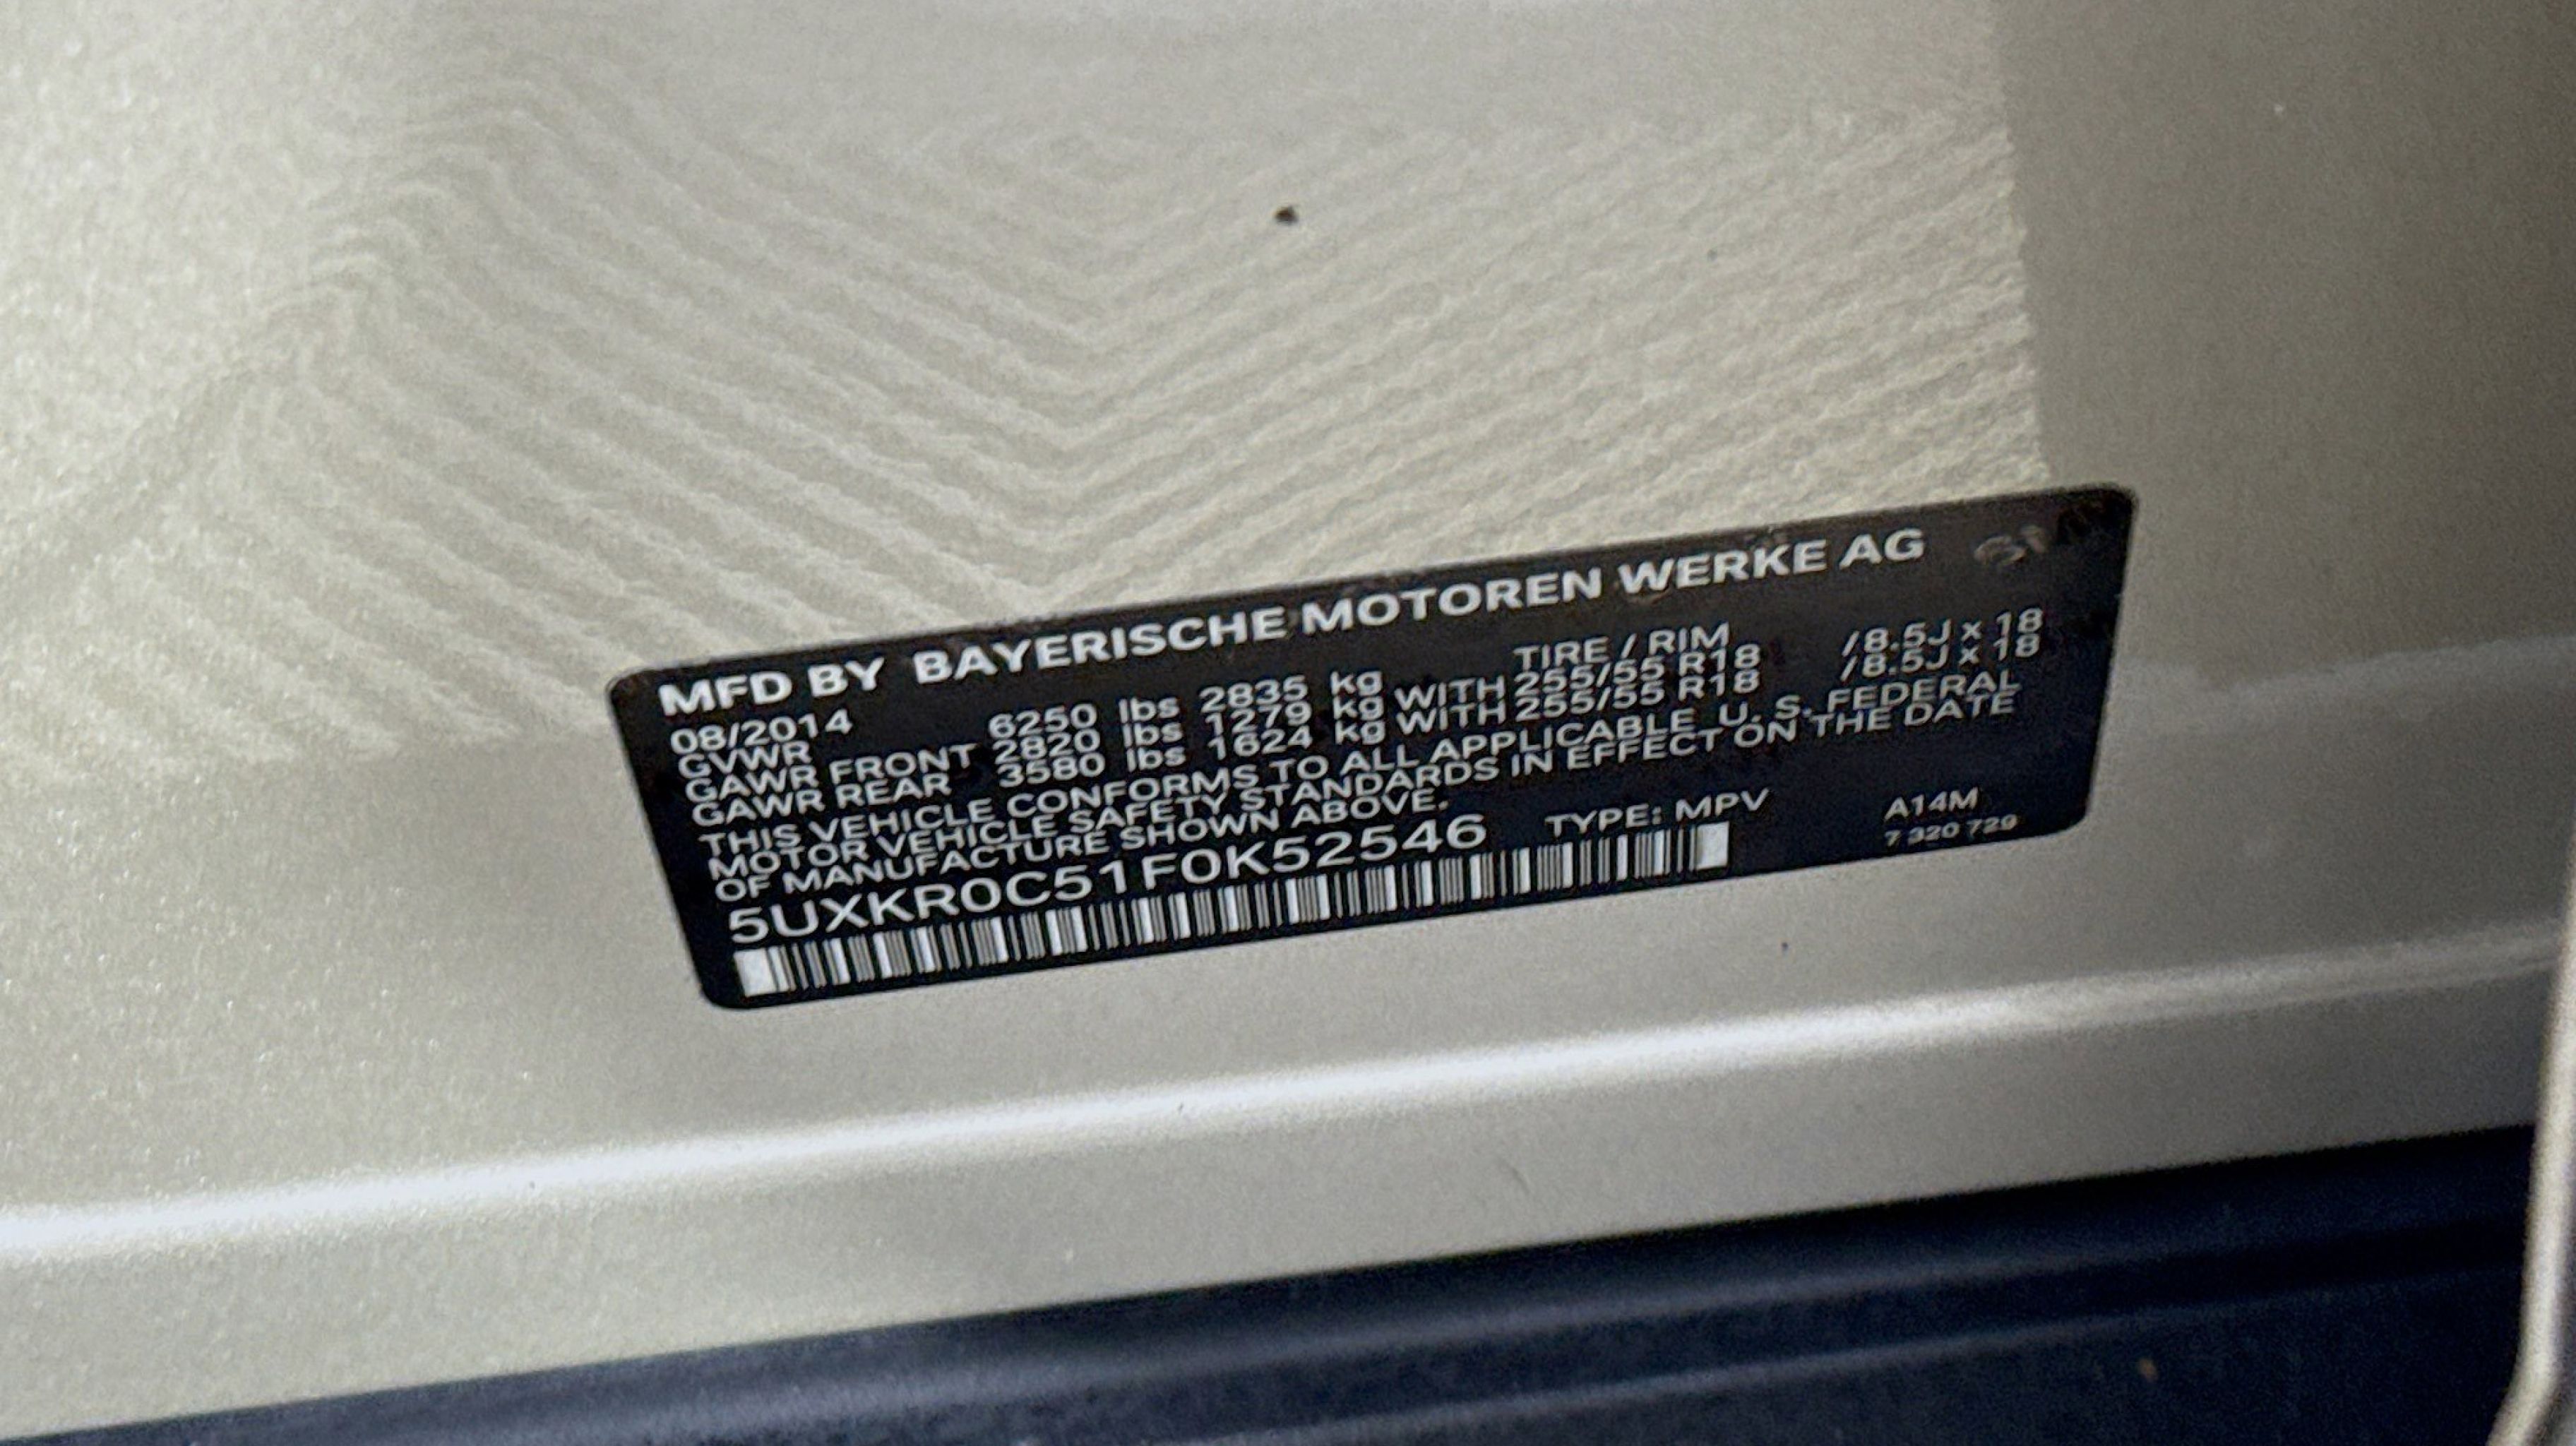 MFD BY BAYERISCHE MOTOREN WERKE AG
08/2014 TIRE / RIM
GVWR 6250 lbs 2835 kg
GAWR FRONT 2820 lbs 1279 kg WITH 255/55 R18 /8.5J x 18
GAWR REAR 3580 lbs 1624 kg WITH 255/55 R18 /8.5J x 18
THIS VEHICLE CONFORMS TO ALL APPLICABLE U. S. FEDERAL
MOTOR VEHICLE SAFETY STANDARDS IN EFFECT ON THE DATE
OF MANUFACTURE SHOWN ABOVE.
5UXKR0C51F0K52546 TYPE: MPV A14M
7 320 729